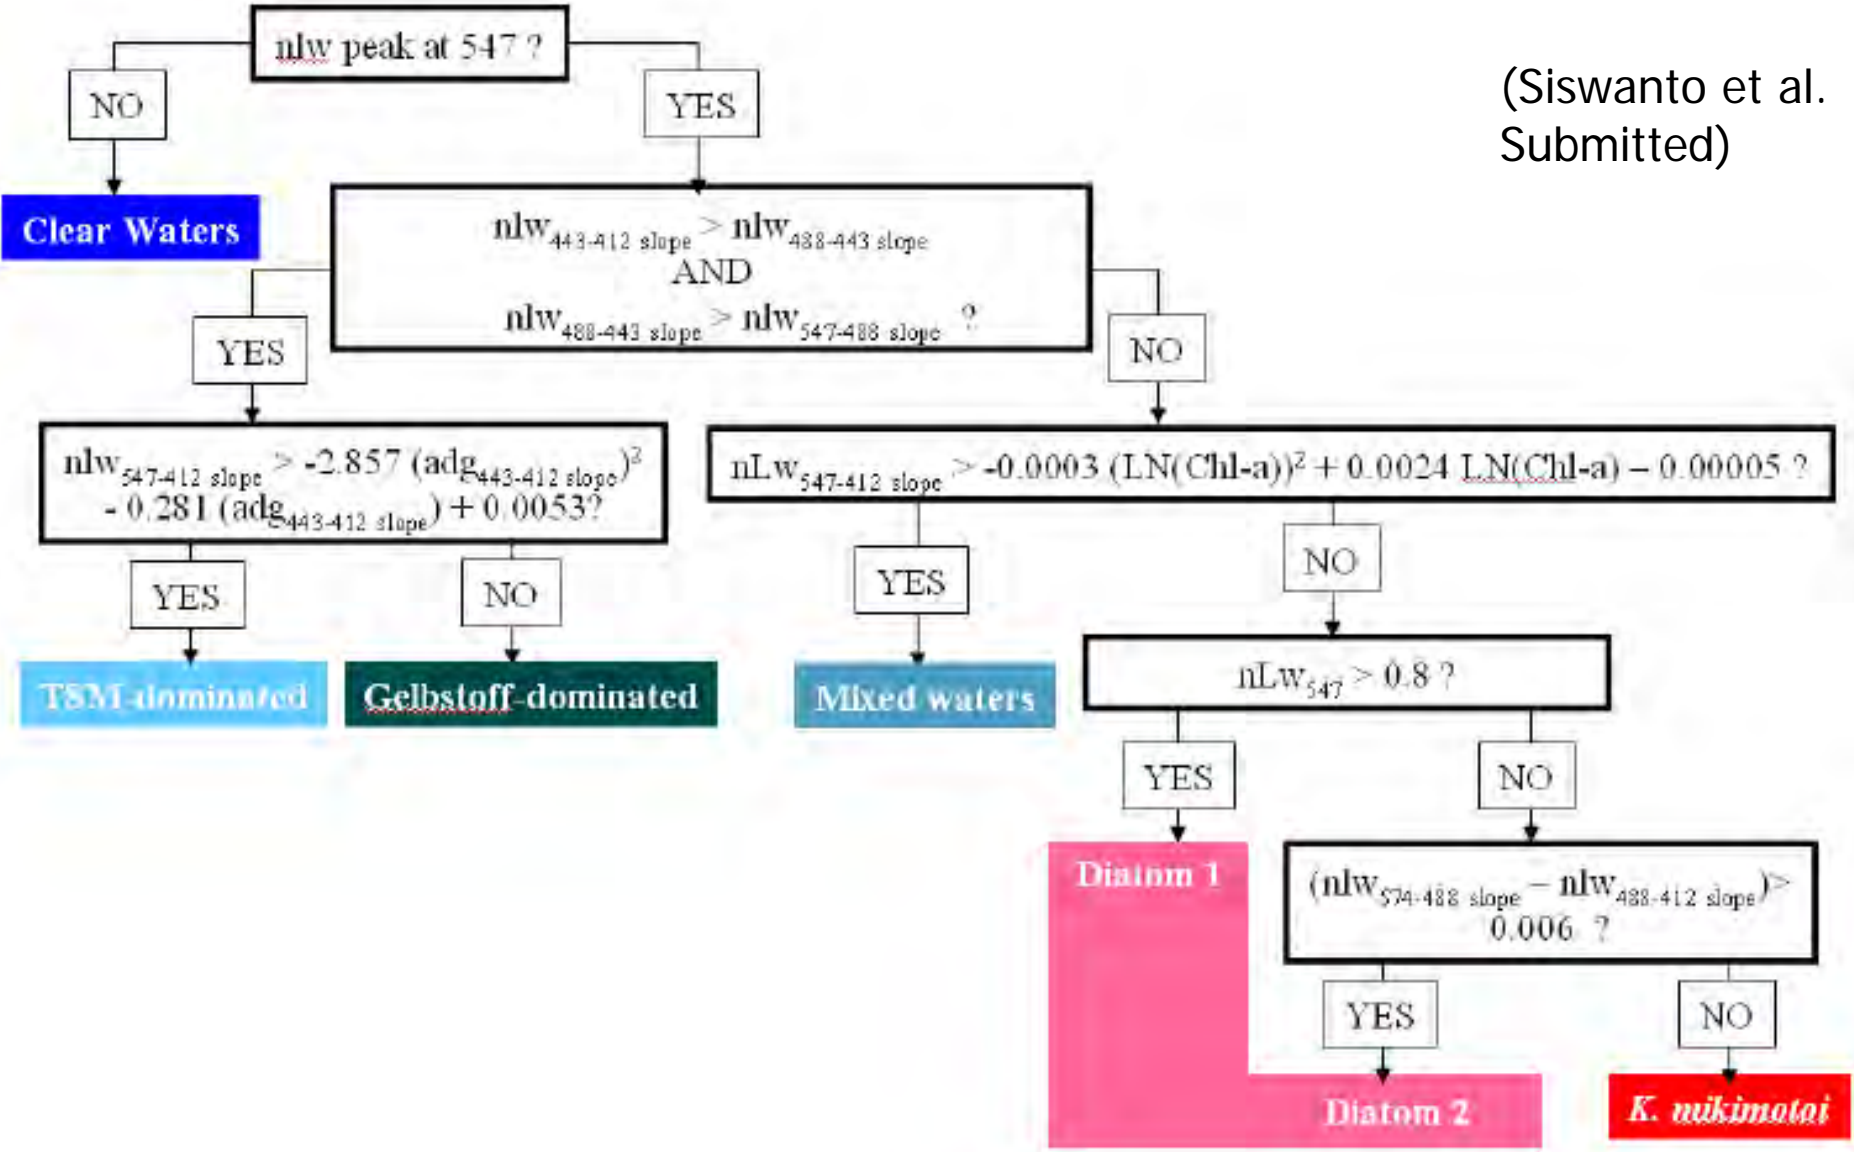 nlw peak at 547 ?
(Siswanto et al.
Submitted)
NO
YES
Clear Waters
nlw443-412 slope > nlw488-443 slope
AND
nlw488-443 slope > nlw547-488 slope ?
YES
NO
nlw547-412 slope > -2.857 (adg443-412 slope)²
- 0.281 (adg443-412 slope) + 0.0053?
nLw547-412 slope > -0.0003 (LN(Chl-a))² + 0.0024 LN(Chl-a) – 0.00005 ?
YES
NO
YES
NO
TSM-dominated
Gelbstoff-dominated
Mixed waters
nLw547 > 0.8 ?
YES
NO
Diatom 1
(nlw574-488 slope – nlw488-412 slope)>
0.006 ?
YES
NO
Diatom 2
K. mikimotai